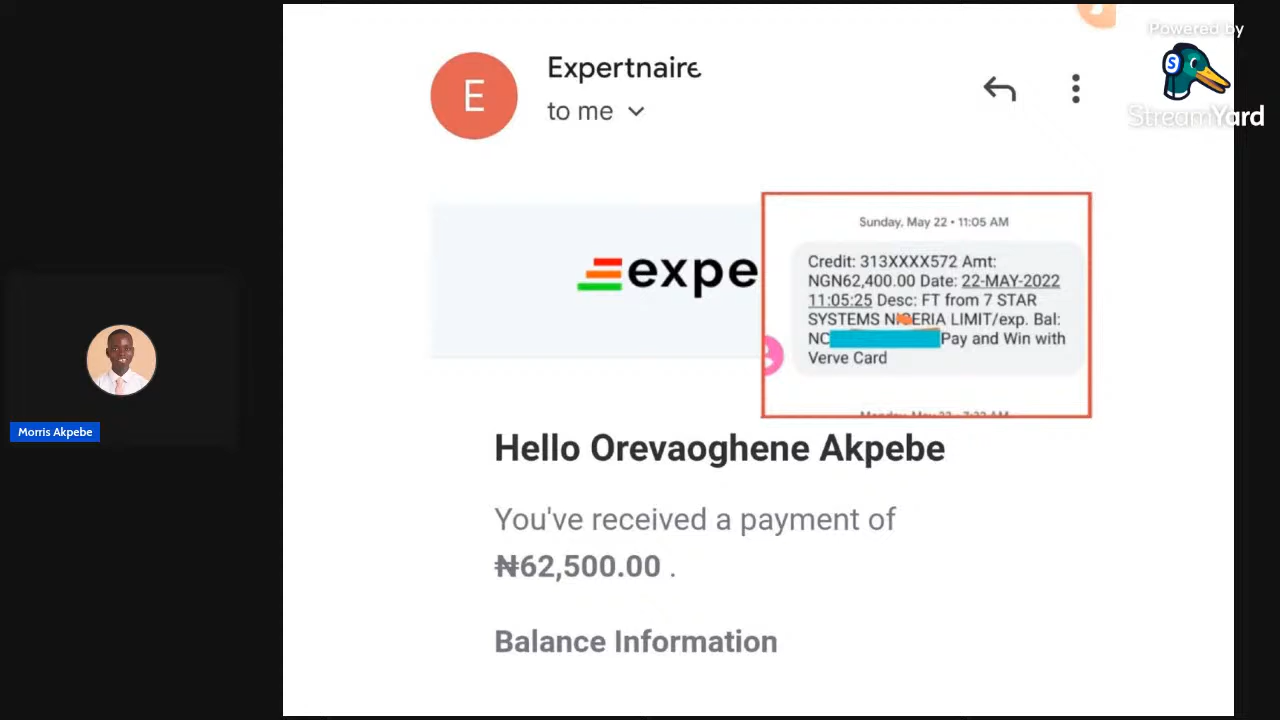 Powered by
StreamYard
Expertnaire
E
to me
expe
Sunday, May 22 • 11:05 AM
Credit: 313XXXX572 Amt:
NGN62,400.00 Date: 22-MAY-2022
11:05:25 Desc: FT from 7 STAR
SYSTEMS NIGERIA LIMIT/exp. Bal:
Pay and Win with
Verve Card
Morris Akpebe
Hello Orevaoghene Akpebe
You've received a payment of
₦62,500.00 .
Balance Information